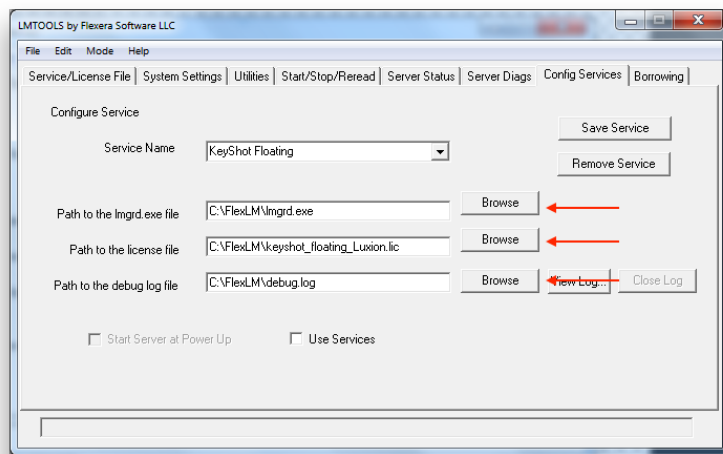 LMTOOLS by Flexera Software LLC
File Edit Mode Help
Service/License File System Settings Utilities Start/Stop/Reread Server Status Server Diags Config Services Borrowing
Configure Service
Save Service
Service Name KeyShot Floating
Remove Service
Path to the lmgrd.exe file C:\FlexLM\lmgrd.exe Browse
Path to the license file C:\FlexLM\keyshot_floating_Luxion.lic Browse
Path to the debug log file C:\FlexLM\debug.log Browse View Log... Close Log
Start Server at Power Up Use Services